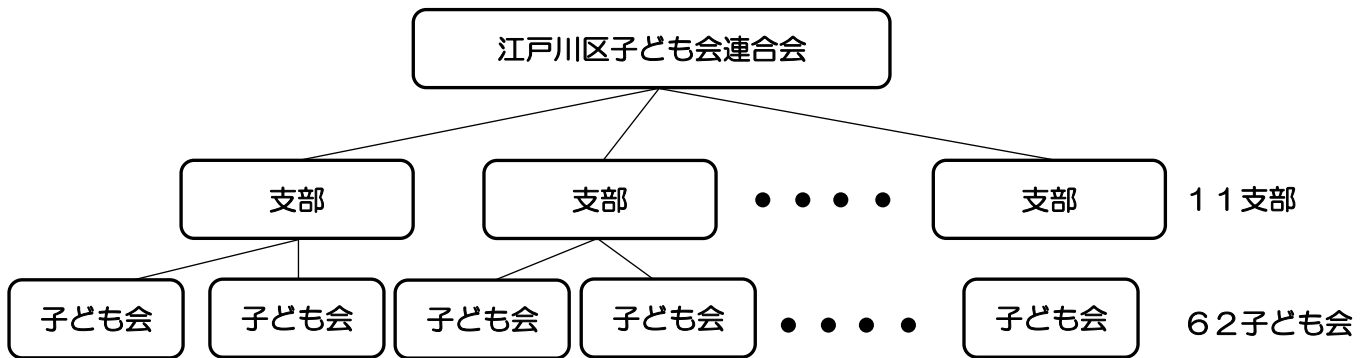 江戸川区子ども会連合会
支部 支部 ●●●● 支部 １１支部
子ども会 子ども会 子ども会 子ども会 ●●●● 子ども会 ６２子ども会